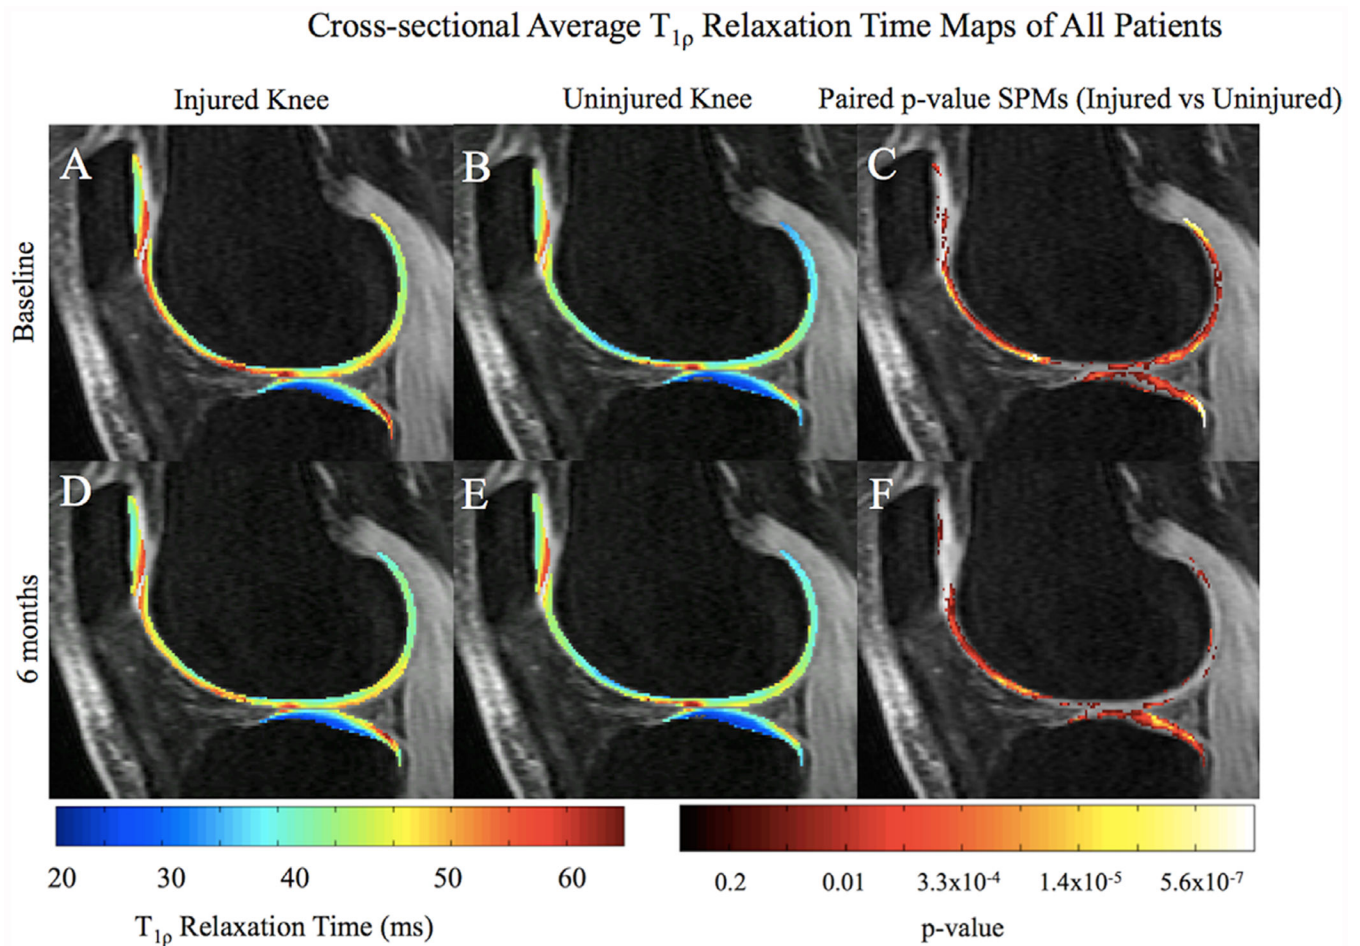 Cross-sectional Average T₁ρ Relaxation Time Maps of All Patients
Injured Knee
Uninjured Knee
Paired p-value SPMs (Injured vs Uninjured)
Baseline
A
B
C
6 months
D
E
F
20 30 40 50 60
T₁ρ Relaxation Time (ms)
0.2 0.01 3.3x10⁻⁴ 1.4x10⁻⁵ 5.6x10⁻⁷
p-value